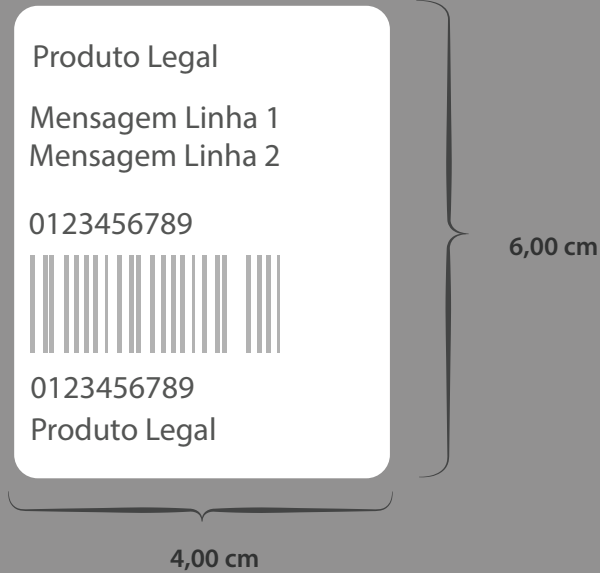 Produto Legal
Mensagem Linha 1
Mensagem Linha 2
0123456789
0123456789
Produto Legal
6,00 cm
4,00 cm